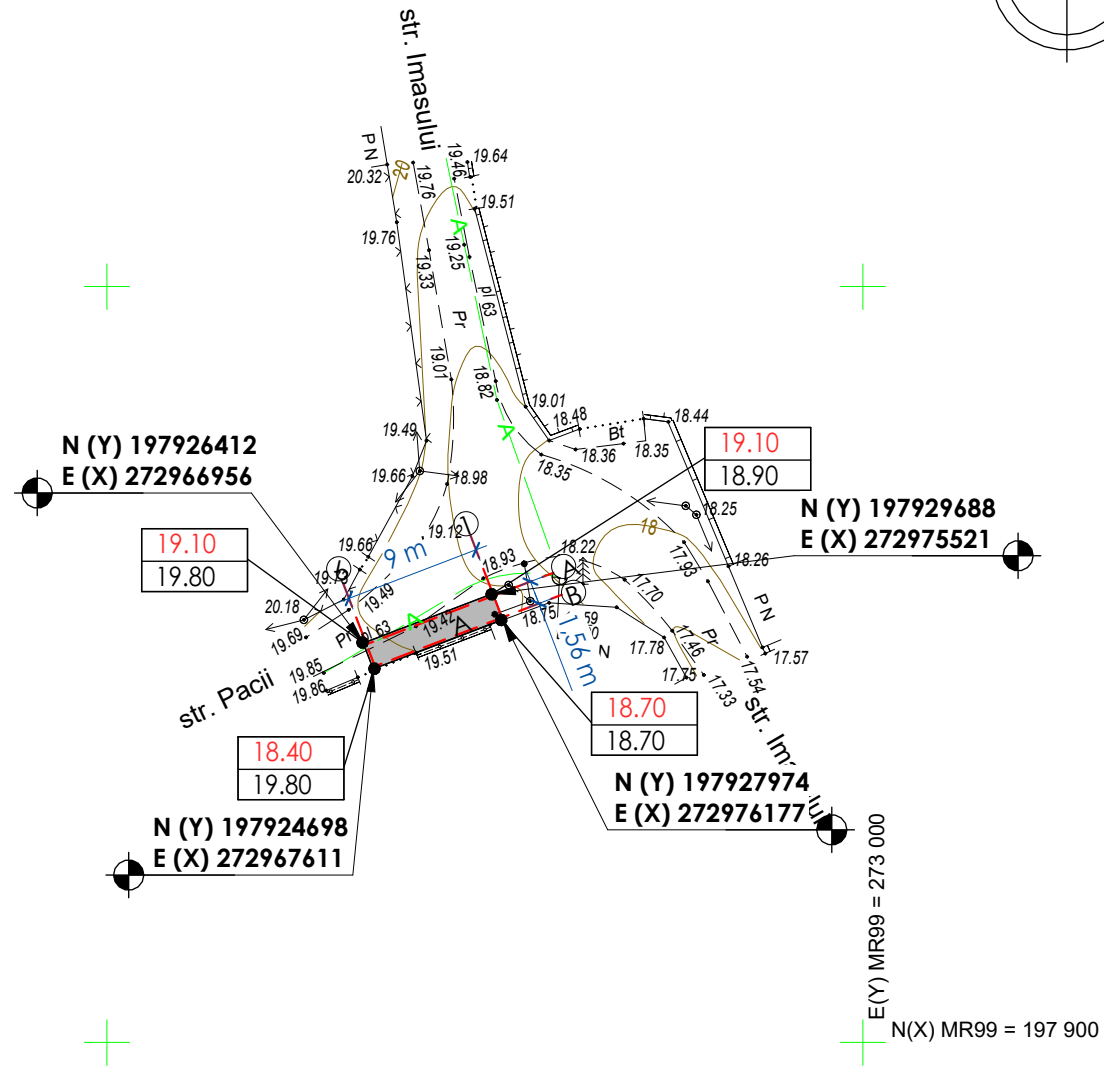 str. Imasului
PN
20.32
20
19.76
19.46
19.64
19.51
19.76
A
19.25
19.33
pl 63
Pr
19.01
18.82
19.01
18.48
18.44
Bt
A
18.36
18.35
18.35
19.10
18.90
N (Y) 197926412
E (X) 272966956
19.49
19.66
18.98
18.25
N (Y) 197929688
E (X) 272975521
18
1
19.12
19.10
19.80
19.66
9 m
18.22
17.93
18.26
18.93
A
6
19.49
B
17.70
PN
20.18
19.69
Pr
pl 63
A
19.42
A
18.75
1,56 m
N
17.78
17.46
Pr
19.51
19.85
19.86
17.75
17.33
17.54
17.57
str. Pacii
18.70
18.70
18.40
19.80
N (Y) 197927974
E (X) 272976177
N (Y) 197924698
E (X) 272967611
E(Y) MR99 = 273 000
N(X) MR99 = 197 900